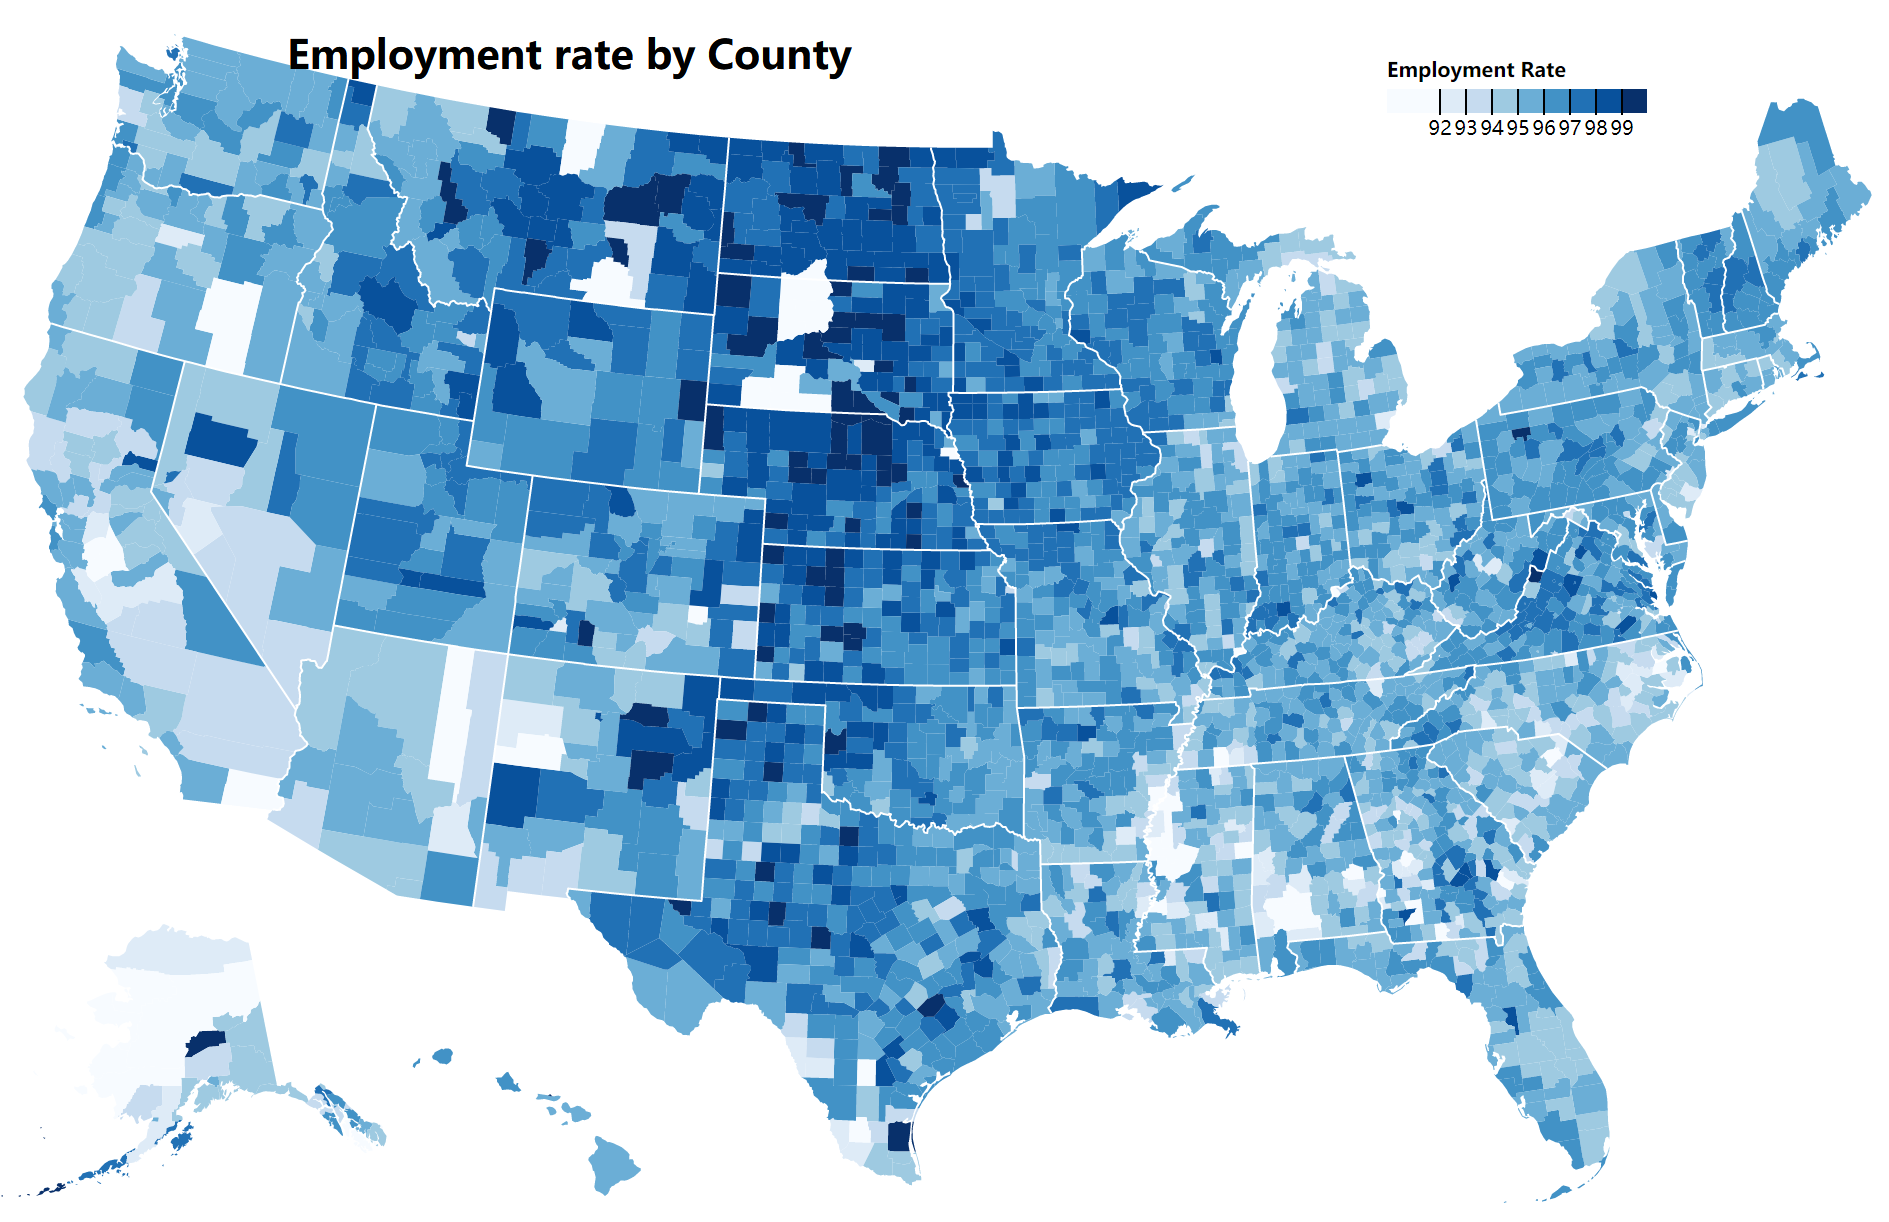 Employment rate by County
Employment Rate
92 93 94 95 96 97 98 99